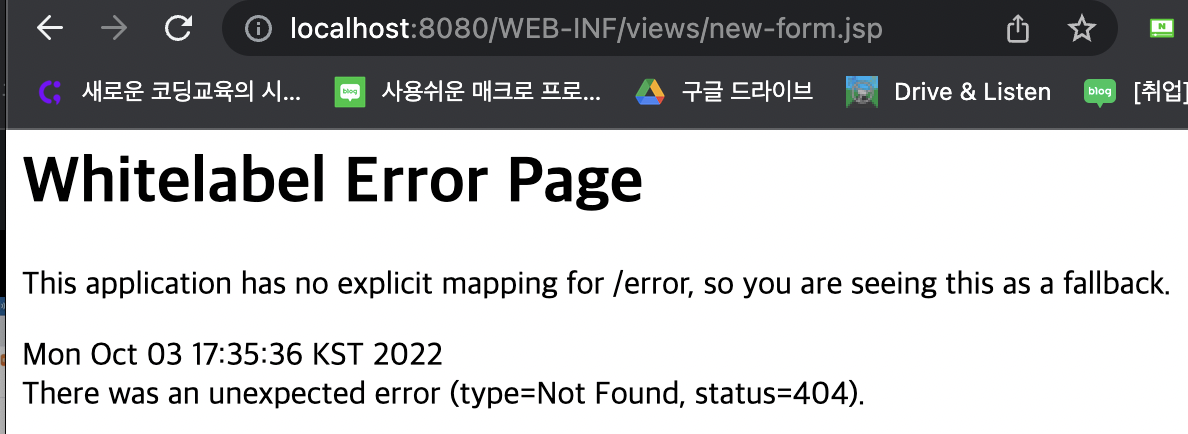 localhost:8080/WEB-INF/views/new-form.jsp
N
새로운 코딩교육의 시...
blog
사용쉬운 매크로 프로...
구글 드라이브
Drive & Listen
blog
[취업]
Whitelabel Error Page
This application has no explicit mapping for /error, so you are seeing this as a fallback.
Mon Oct 03 17:35:36 KST 2022
There was an unexpected error (type=Not Found, status=404).